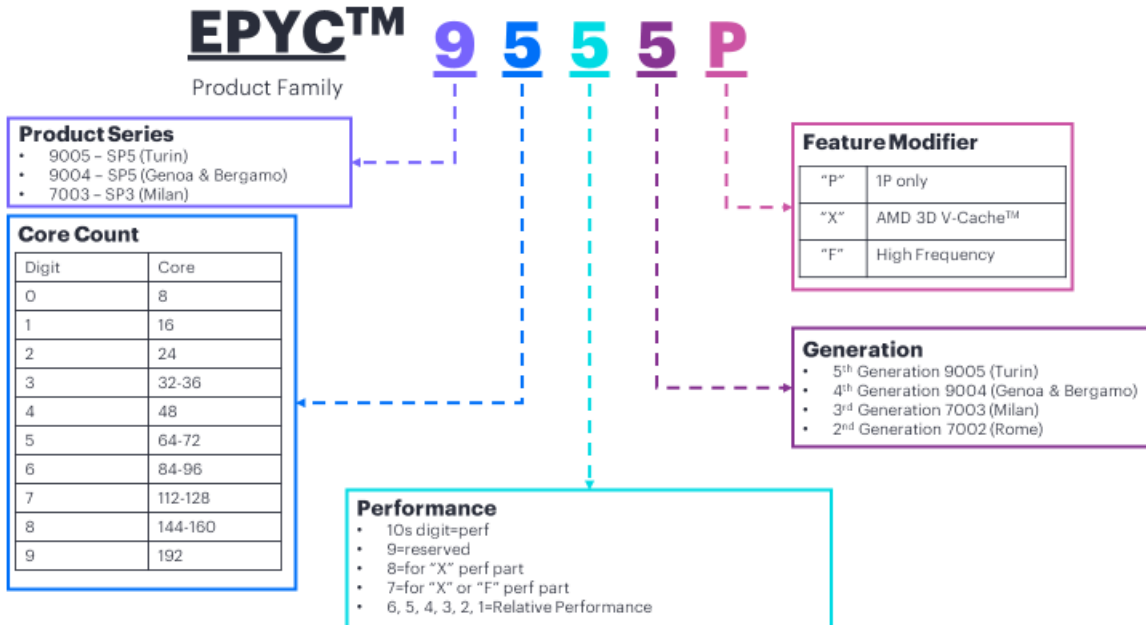 EPYC™ 9 5 5 5 P
Product Family
Product Series
• 9005 – SP5 (Turin)
• 9004 – SP5 (Genoa & Bergamo)
• 7003 – SP3 (Milan)
Core Count
Digit Core
0 8
1 16
2 24
3 32-36
4 48
5 64-72
6 84-96
7 112-128
8 144-160
9 192
Feature Modifier
"P" 1P only
"X" AMD 3D V-Cache™
"F" High Frequency
Generation
• 5th Generation 9005 (Turin)
• 4th Generation 9004 (Genoa & Bergamo)
• 3rd Generation 7003 (Milan)
• 2nd Generation 7002 (Rome)
Performance
• 10s digit=perf
• 9=reserved
• 8=for "X" perf part
• 7=for "X" or "F" perf part
• 6, 5, 4, 3, 2, 1=Relative Performance